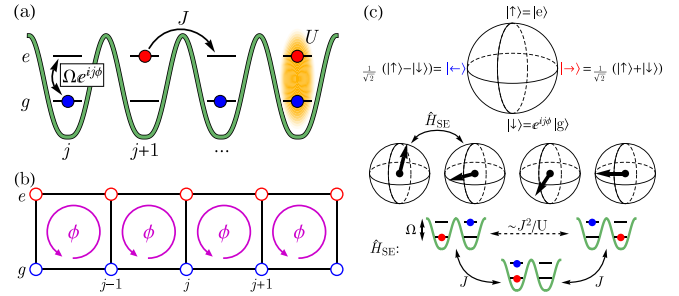 (a)
J
U
e
g
Ωe^{ijϕ}
j
j+1
...
(b)
e
ϕ ϕ ϕ ϕ
g
j-1
j
j+1
(c)
|↑⟩=|e⟩
1/√2 (|↑⟩-|↓⟩)=|←⟩
|→⟩=1/√2 (|↑⟩+|↓⟩)
|↓⟩=e^{ijϕ}|g⟩
Ĥ_SE
Ω
~J²/U
Ĥ_SE:
J
J